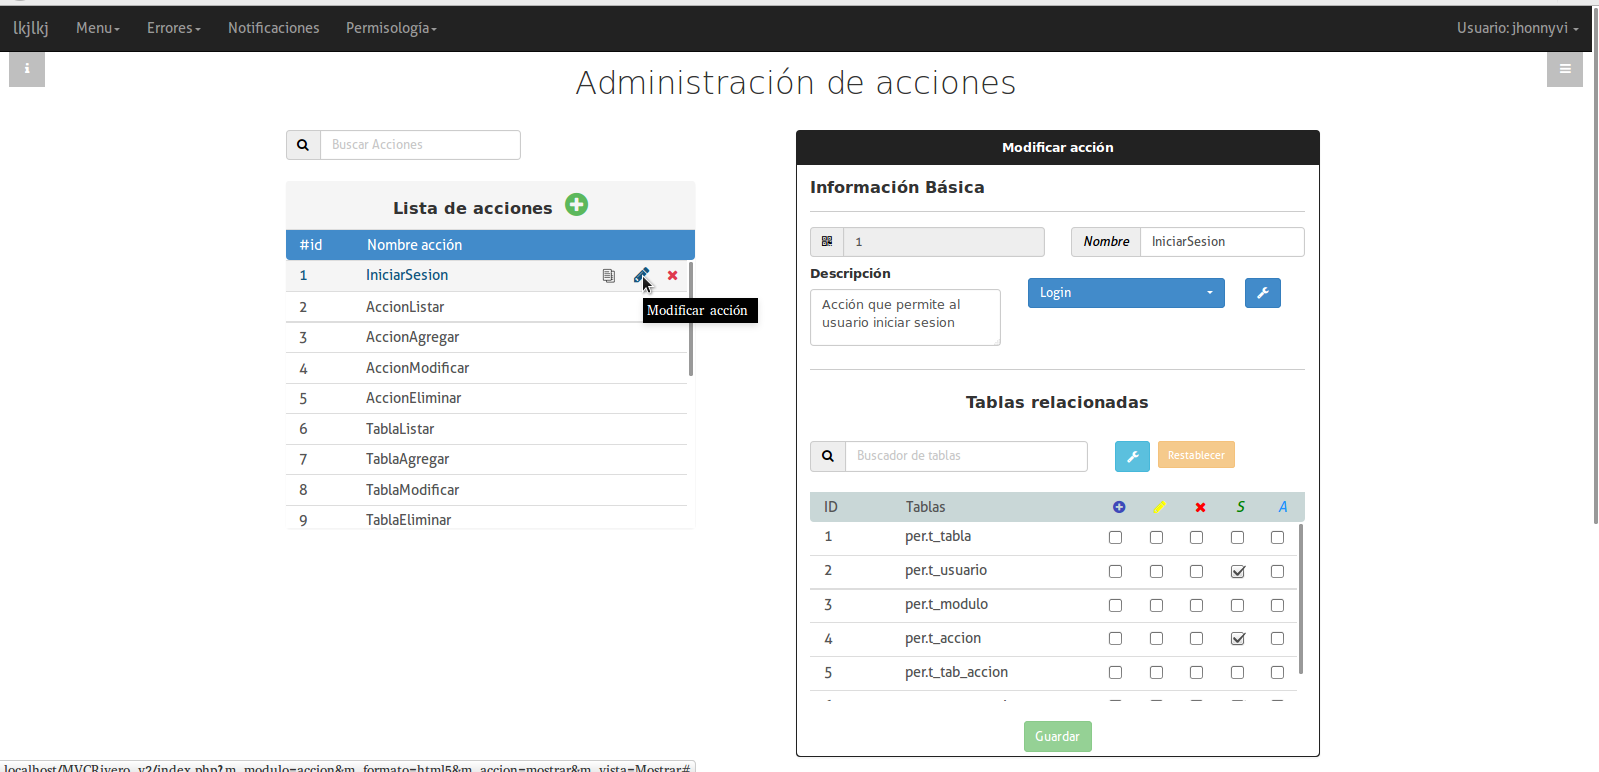 lkjlkj Menu Errores Notificaciones Permisología Usuario: jhonnyvi
Administración de acciones
Buscar Acciones
Lista de acciones
#id Nombre acción
1 IniciarSesion
Modificar acción
2 AccionListar
3 AccionAgregar
4 AccionModificar
5 AccionEliminar
6 TablaListar
7 TablaAgregar
8 TablaModificar
9 TablaEliminar
Modificar acción
Información Básica
1 Nombre IniciarSesion
Descripción
Acción que permite al
usuario iniciar sesion
Login
Tablas relacionadas
Buscador de tablas Restablecer
ID Tablas S A
1 per.t_tabla
2 per.t_usuario
3 per.t_modulo
4 per.t_accion
5 per.t_tab_accion
Guardar
localhost/MVCRivero_v2/index.php?m_modulo=accion&m_formato=html5&m_accion=mostrar&m_vista=Mostrar#